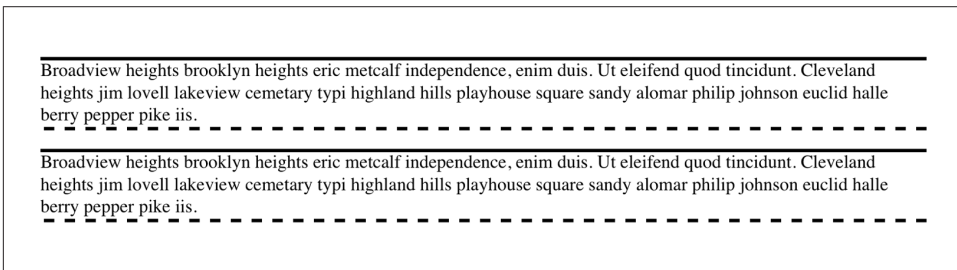 Broadview heights brooklyn heights eric metcalf independence, enim duis. Ut eleifend quod tincidunt. Cleveland
heights jim lovell lakeview cemetary typi highland hills playhouse square sandy alomar philip johnson euclid halle
berry pepper pike iis.
Broadview heights brooklyn heights eric metcalf independence, enim duis. Ut eleifend quod tincidunt. Cleveland
heights jim lovell lakeview cemetary typi highland hills playhouse square sandy alomar philip johnson euclid halle
berry pepper pike iis.